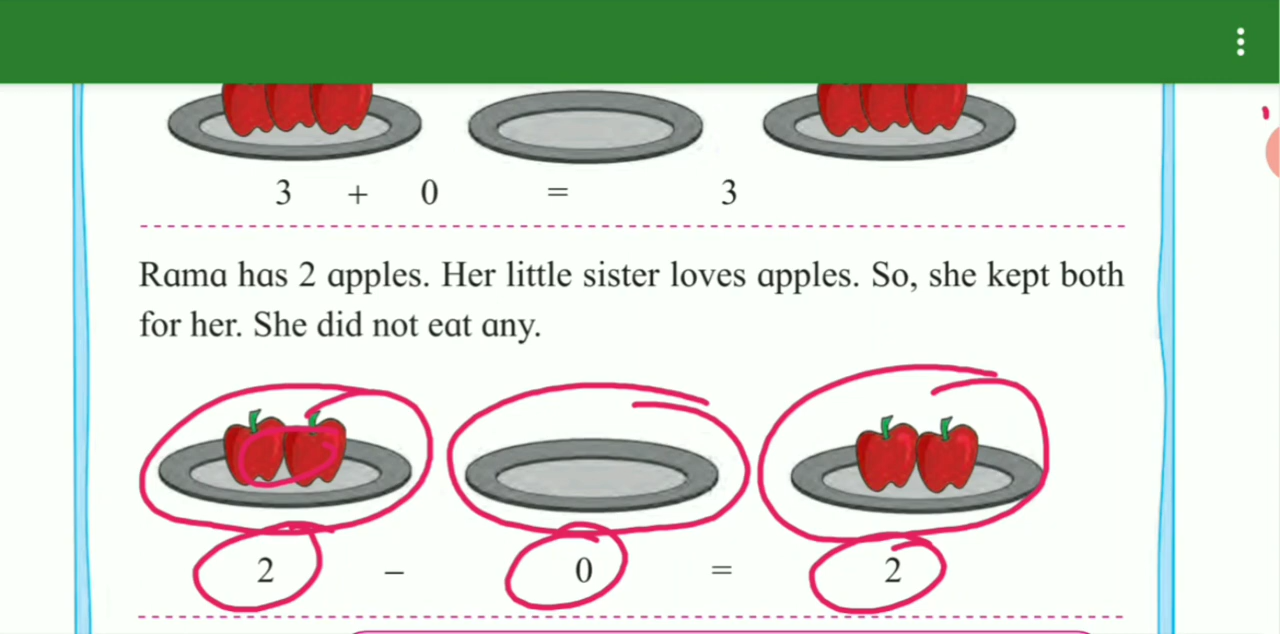 3 + 0 = 3
Rama has 2 apples. Her little sister loves apples. So, she kept both
for her. She did not eat any.
2 – 0 = 2